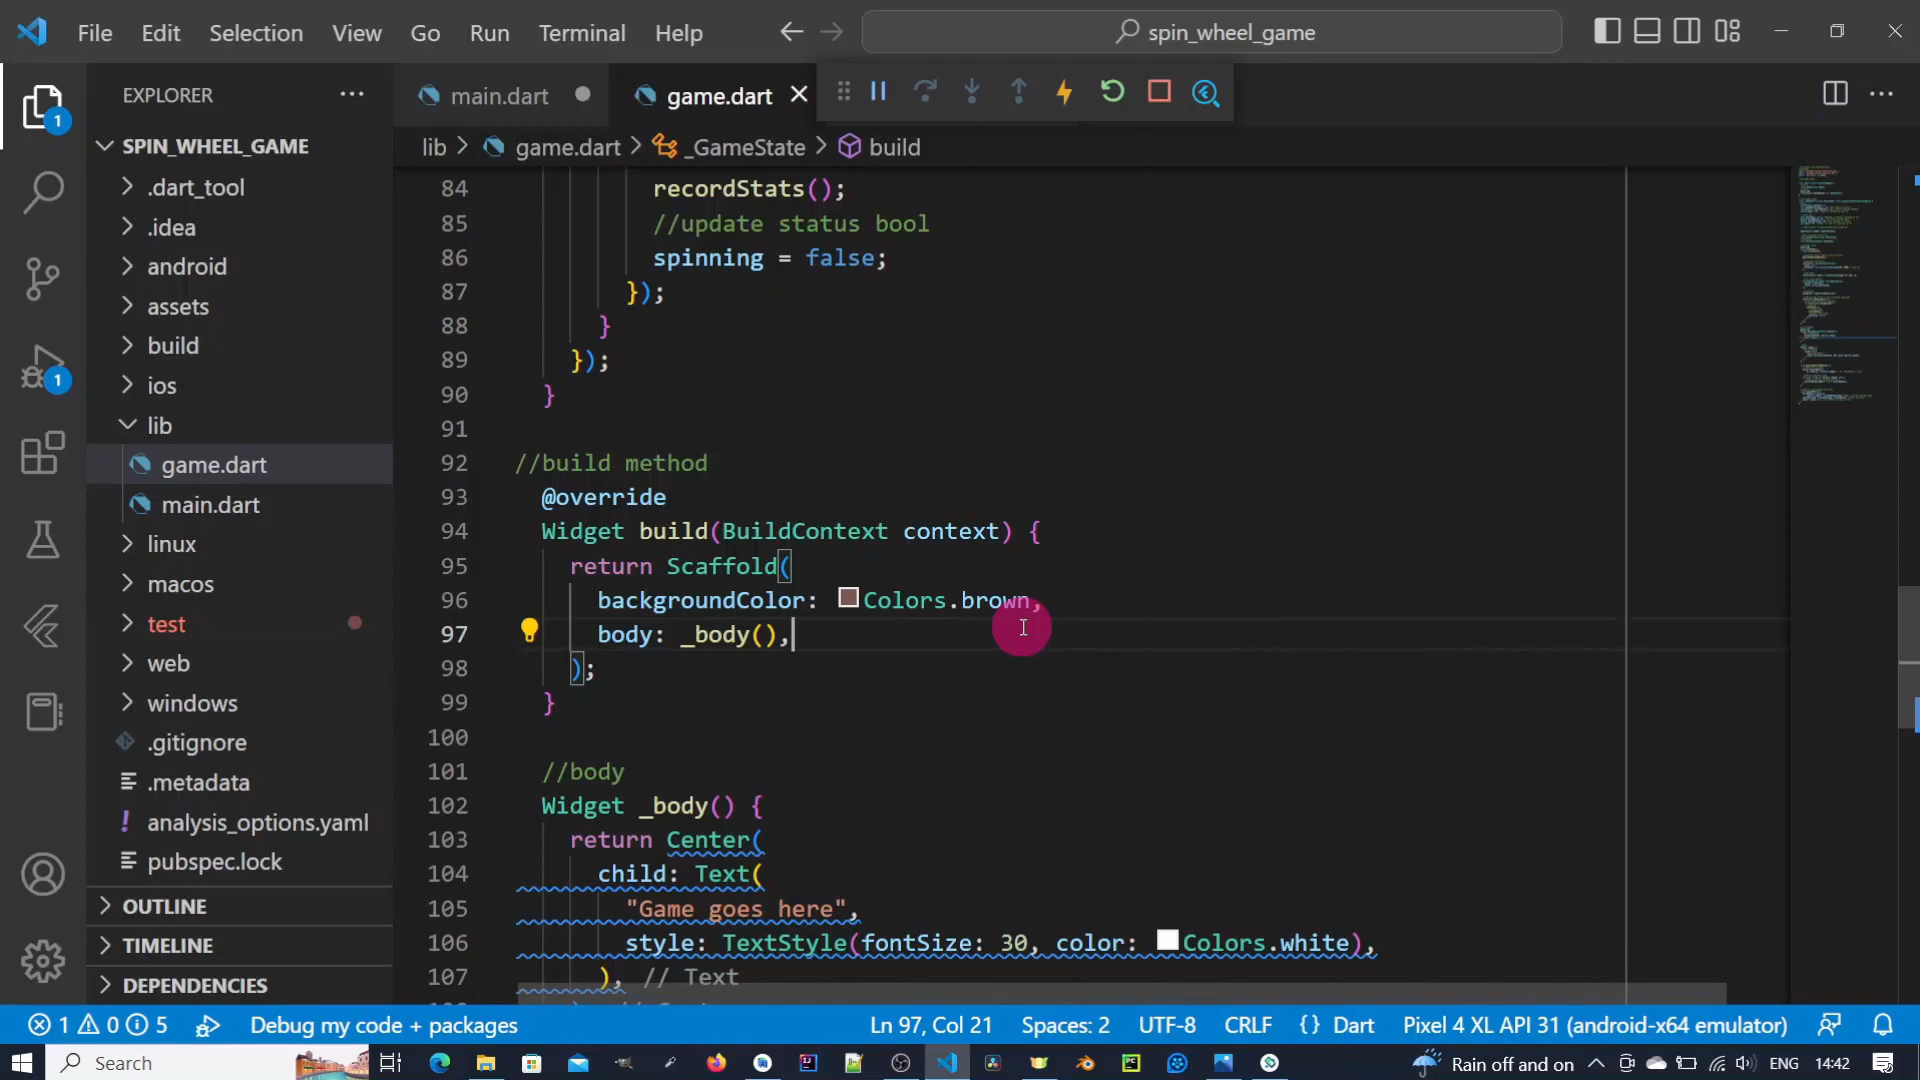 File Edit Selection View Go Run Terminal Help
spin_wheel_game
EXPLORER
main.dart
game.dart
SPIN_WHEEL_GAME
lib > game.dart > _GameState > build
.dart_tool
.idea
android
assets
build
ios
lib
game.dart
main.dart
linux
macos
test
web
windows
.gitignore
.metadata
analysis_options.yaml
pubspec.lock
OUTLINE
TIMELINE
DEPENDENCIES
1
1
84 recordStats();
85 //update status bool
86 spinning = false;
87 });
88 }
89 });
90 }
91
92 //build method
93 @override
94 Widget build(BuildContext context) {
95 return Scaffold(
96 backgroundColor: Colors.brown,
97 body: _body(),
98 );
99 }
100
101 //body
102 Widget _body() {
103 return Center(
104 child: Text(
105 "Game goes here",
106 style: TextStyle(fontSize: 30, color: Colors.white),
107 ), // Text
1 0 5 Debug my code + packages
Ln 97, Col 21 Spaces: 2 UTF-8 CRLF {} Dart Pixel 4 XL API 31 (android-x64 emulator)
Search
Rain off and on ENG 14:42